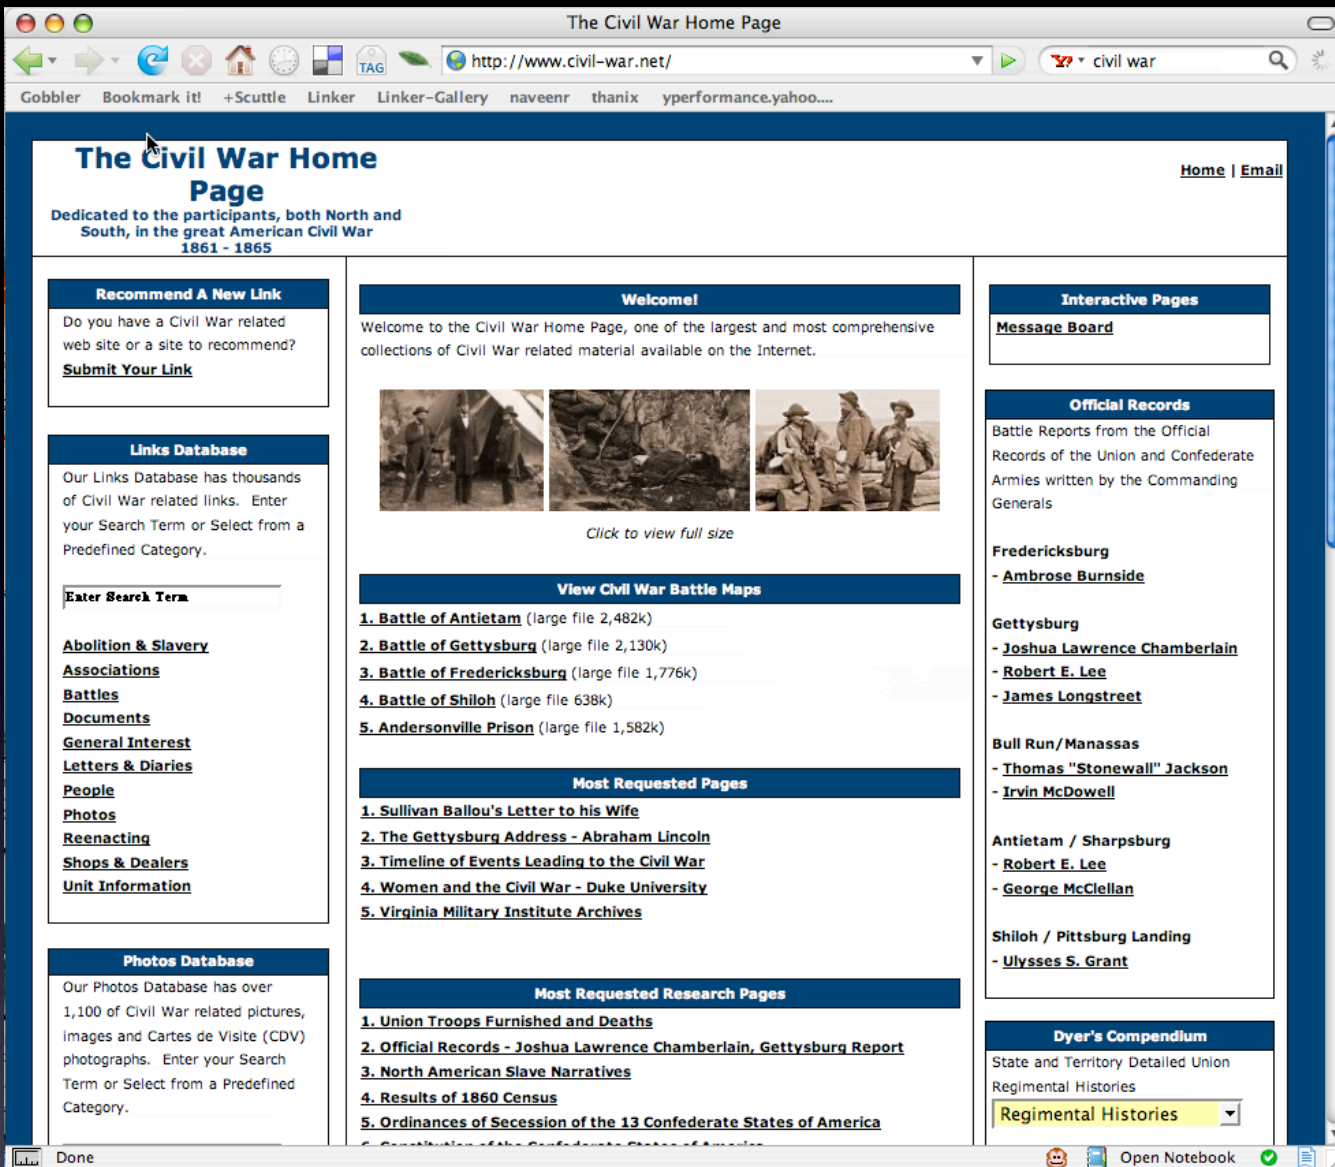 The Civil War Home Page
TAG
http://www.civil-war.net/
civil war
Gobbler Bookmark it! +Scuttle Linker Linker-Gallery naveenr thanix yperformance.yahoo....
The Civil War Home
Page
Dedicated to the participants, both North and
South, in the great American Civil War
1861 - 1865
Home | Email
Recommend A New Link
Do you have a Civil War related
web site or a site to recommend?
Submit Your Link
Links Database
Our Links Database has thousands
of Civil War related links. Enter
your Search Term or Select from a
Predefined Category.
Enter Search Term
Abolition & Slavery
Associations
Battles
Documents
General Interest
Letters & Diaries
People
Photos
Reenacting
Shops & Dealers
Unit Information
Photos Database
Our Photos Database has over
1,100 of Civil War related pictures,
images and Cartes de Visite (CDV)
photographs. Enter your Search
Term or Select from a Predefined
Category.
Welcome!
Welcome to the Civil War Home Page, one of the largest and most comprehensive
collections of Civil War related material available on the Internet.
Click to view full size
View Civil War Battle Maps
1. Battle of Antietam (large file 2,482k)
2. Battle of Gettysburg (large file 2,130k)
3. Battle of Fredericksburg (large file 1,776k)
4. Battle of Shiloh (large file 638k)
5. Andersonville Prison (large file 1,582k)
Most Requested Pages
1. Sullivan Ballou's Letter to his Wife
2. The Gettysburg Address - Abraham Lincoln
3. Timeline of Events Leading to the Civil War
4. Women and the Civil War - Duke University
5. Virginia Military Institute Archives
Most Requested Research Pages
1. Union Troops Furnished and Deaths
2. Official Records - Joshua Lawrence Chamberlain, Gettysburg Report
3. North American Slave Narratives
4. Results of 1860 Census
5. Ordinances of Secession of the 13 Confederate States of America
6. Constitution of the Confederate States of America
Interactive Pages
Message Board
Official Records
Battle Reports from the Official
Records of the Union and Confederate
Armies written by the Commanding
Generals
Fredericksburg
- Ambrose Burnside
Gettysburg
- Joshua Lawrence Chamberlain
- Robert E. Lee
- James Longstreet
Bull Run/Manassas
- Thomas "Stonewall" Jackson
- Irvin McDowell
Antietam / Sharpsburg
- Robert E. Lee
- George McClellan
Shiloh / Pittsburg Landing
- Ulysses S. Grant
Dyer's Compendium
State and Territory Detailed Union
Regimental Histories
Regimental Histories
Done
Open Notebook